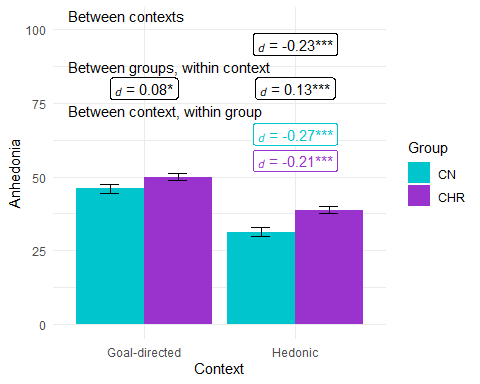 Between contexts
100
d = -0.23***
Between groups, within context
d = 0.08*
d = 0.13***
75
Between context, within group
d = -0.27***
d = -0.21***
50
25
0
Anhedonia
Goal-directed
Hedonic
Context
Group
CN
CHR